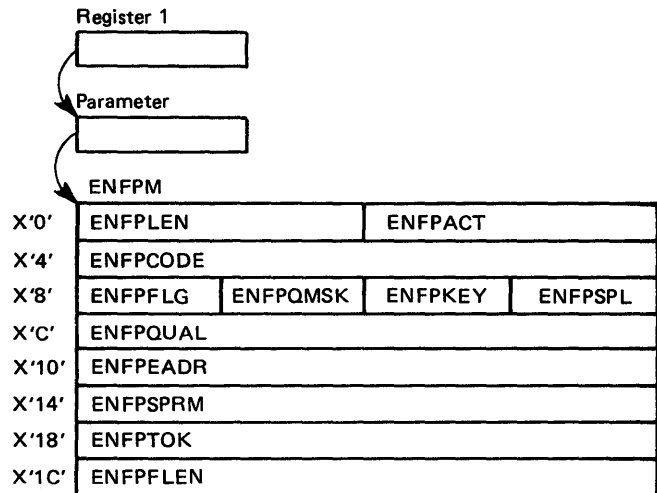 Register 1
Parameter
ENFPM
X'0' ENFPLEN ENFPACT
X'4' ENFPCODE
X'8' ENFPFLG ENFPQMSK ENFPKEY ENFPSPL
X'C' ENFPQUAL
X'10' ENFPEADR
X'14' ENFPSPRM
X'18' ENFPTOK
X'1C' ENFPFLEN